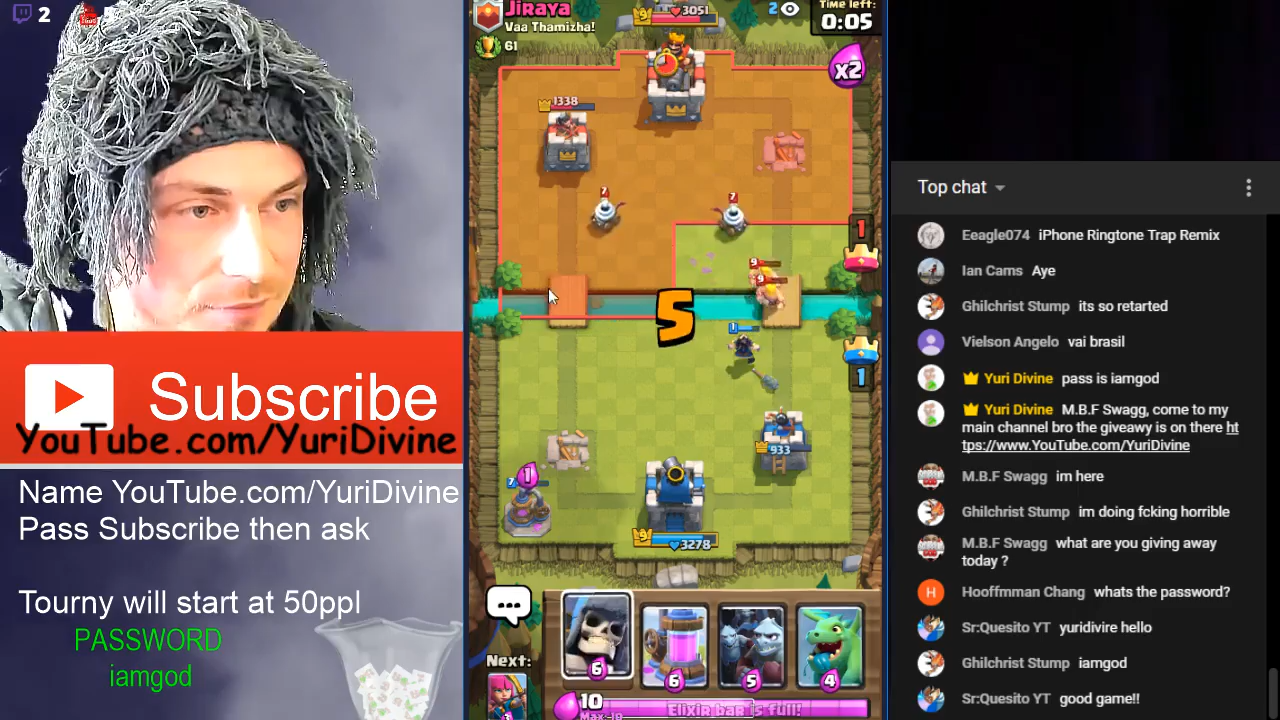 2
Subscribe
YouTube.com/YuriDivine
Name YouTube.com/YuriDivine
Pass Subscribe then ask
Tourny will start at 50ppl
PASSWORD
iamgod
Jiraya
Vaa Thamizha!
61
9
3051
2
Time left:
0:05
x2
1338
7
7
1
9
9
5
1
1
933
7
1
9
3278
...
6
6
5
4
Next:
3
10
Max: 10
Elixir bar is full!
Top chat
Eeagle074 iPhone Ringtone Trap Remix
Ian Cams Aye
Ghilchrist Stump its so retarted
Vielson Angelo vai brasil
Yuri Divine pass is iamgod
Yuri Divine M.B.F Swagg, come to my
main channel bro the giveawy is on there ht
tps://www.YouTube.com/YuriDivine
M.B.F Swagg im here
Gilchrist Stump im doing fcking horrible
M.B.F Swagg what are you giving away
today ?
Hooffmman Chang whats the password?
Sr:Quesito YT yuridivire hello
Ghilchrist Stump iamgod
Sr:Quesito YT good game!!